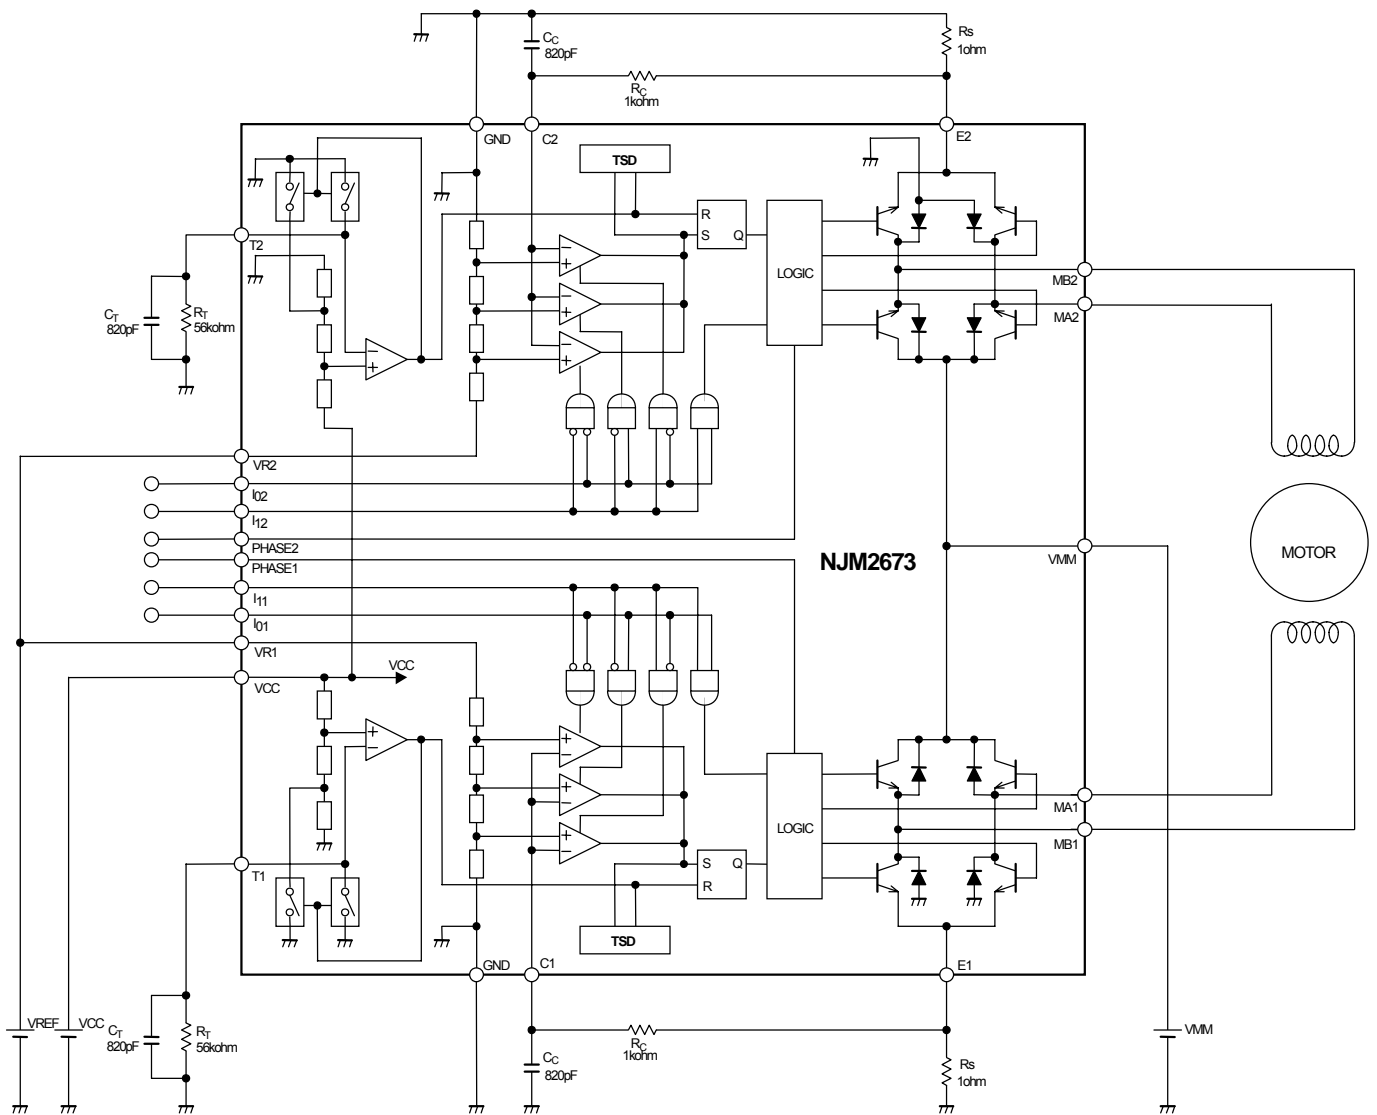 Rs
1ohm
CC
820pF
RC
1kohm
GND
C2
E2
TSD
R
S
Q
T2
LOGIC
MB2
MA2
CT
820pF
RT
56kohm
−
+
−
+
−
+
−
+
VR2
I02
I12
PHASE2
PHASE1
I11
I01
VR1
VCC
VCC
NJM2673
VMM
MOTOR
+
−
+
−
+
−
+
−
LOGIC
MA1
MB1
T1
S
Q
R
TSD
GND
C1
E1
VREF
VCC
CT
820pF
RT
56kohm
RC
1kohm
CC
820pF
Rs
1ohm
VMM